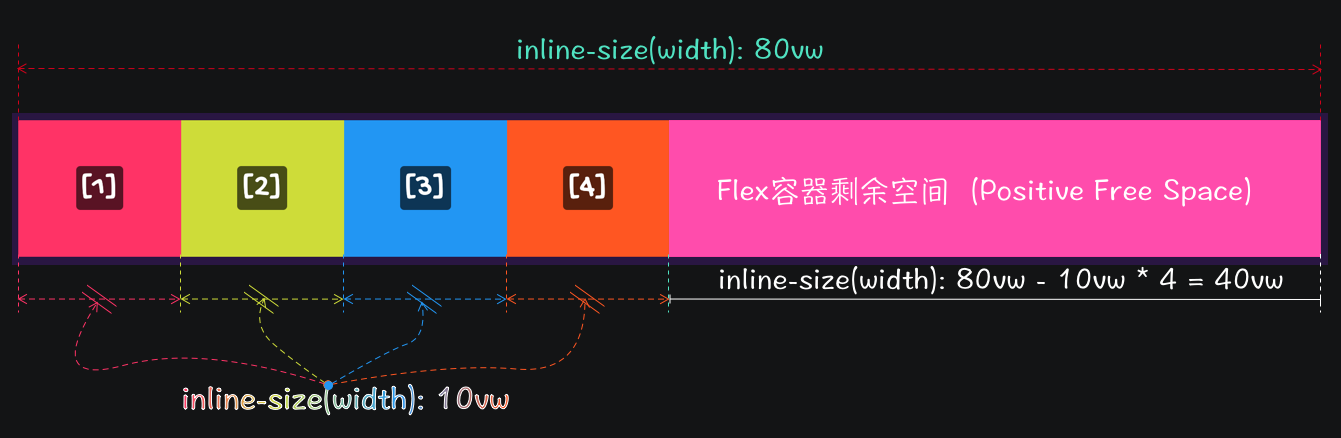 inline-size(width): 80vw
[1] [2] [3] [4] Flex容器剩余空间（Positive Free Space）
inline-size(width): 80vw - 10vw * 4 = 40vw
inline-size(width): 10vw